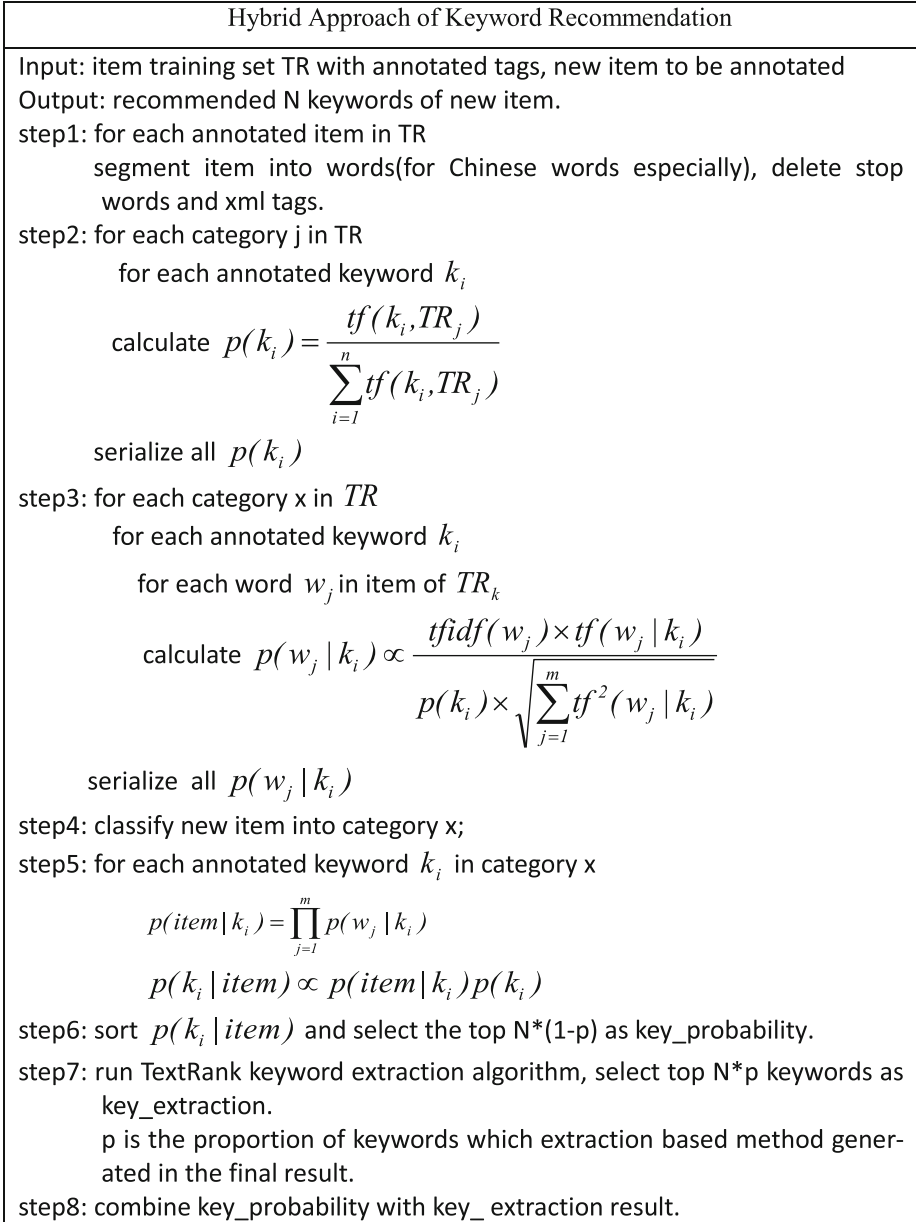 Hybrid Approach of Keyword Recommendation
Input: item training set TR with annotated tags, new item to be annotated
Output: recommended N keywords of new item.
step1: for each annotated item in TR
segment item into words(for Chinese words especially), delete stop
words and xml tags.
step2: for each category j in TR
for each annotated keyword k_i
calculate p(k_i) = \frac{tf(k_i,TR_j)}{\sum_{i=1}^{n} tf(k_i,TR_j)}
serialize all p(k_i)
step3: for each category x in TR
for each annotated keyword k_i
for each word w_j in item of TR_k
calculate p(w_j | k_i) ∝ \frac{tfidf(w_j) × tf(w_j | k_i)}{p(k_i) × \sqrt{\sum_{j=1}^{m} tf^2(w_j | k_i)}}
serialize all p(w_j | k_i)
step4: classify new item into category x;
step5: for each annotated keyword k_i in category x
p(item | k_i) = \prod_{j=1}^{m} p(w_j | k_i)
p(k_i | item) ∝ p(item | k_i)p(k_i)
step6: sort p(k_i | item) and select the top N*(1-p) as key_probability.
step7: run TextRank keyword extraction algorithm, select top N*p keywords as
key_extraction.
p is the proportion of keywords which extraction based method gener-
ated in the final result.
step8: combine key_probability with key_ extraction result.